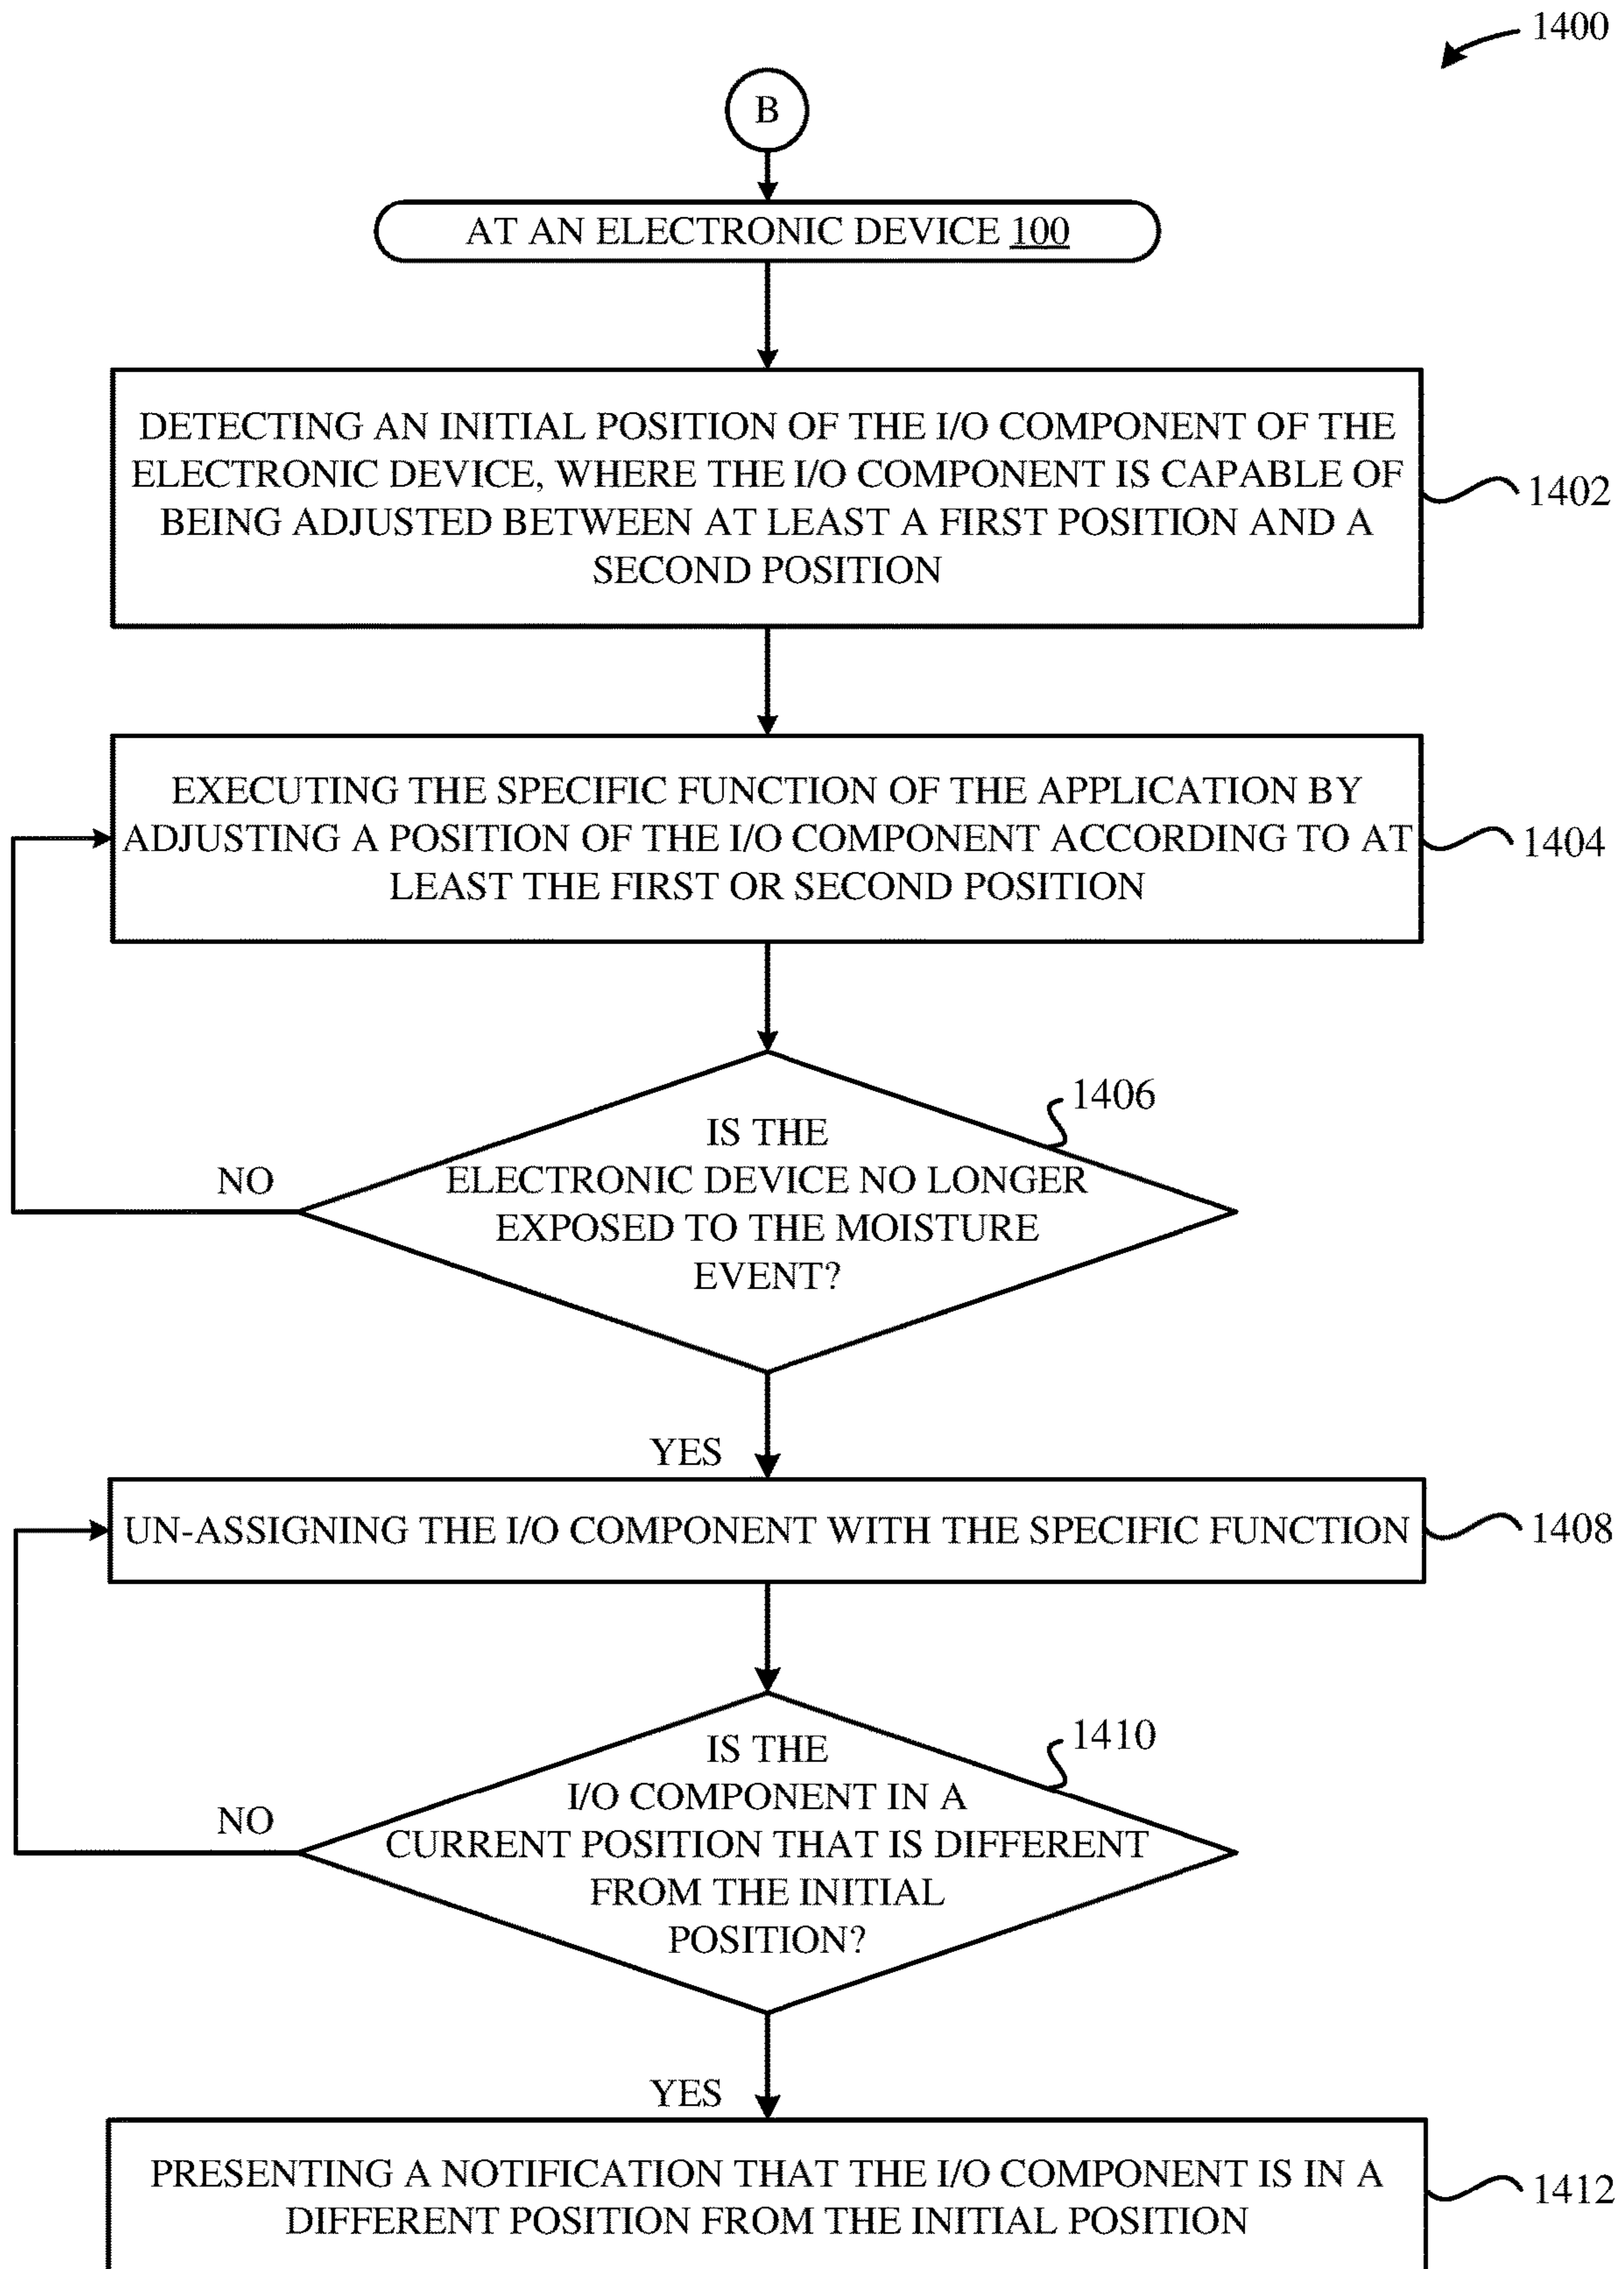 1400
B
AT AN ELECTRONIC DEVICE 100
DETECTING AN INITIAL POSITION OF THE I/O COMPONENT OF THE
ELECTRONIC DEVICE, WHERE THE I/O COMPONENT IS CAPABLE OF
BEING ADJUSTED BETWEEN AT LEAST A FIRST POSITION AND A
SECOND POSITION
1402
EXECUTING THE SPECIFIC FUNCTION OF THE APPLICATION BY
ADJUSTING A POSITION OF THE I/O COMPONENT ACCORDING TO AT
LEAST THE FIRST OR SECOND POSITION
1404
1406
IS THE
ELECTRONIC DEVICE NO LONGER
EXPOSED TO THE MOISTURE
EVENT?
NO
YES
UN-ASSIGNING THE I/O COMPONENT WITH THE SPECIFIC FUNCTION
1408
1410
IS THE
I/O COMPONENT IN A
CURRENT POSITION THAT IS DIFFERENT
FROM THE INITIAL
POSITION?
NO
YES
PRESENTING A NOTIFICATION THAT THE I/O COMPONENT IS IN A
DIFFERENT POSITION FROM THE INITIAL POSITION
1412